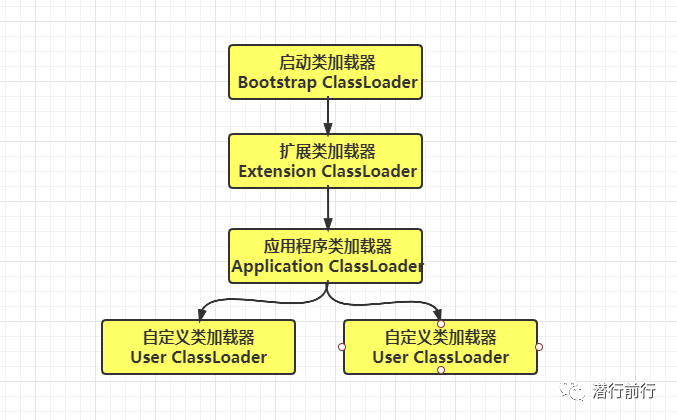 启动类加载器
Bootstrap ClassLoader
扩展类加载器
Extension ClassLoader
应用程序类加载器
Application ClassLoader
自定义类加载器
User ClassLoader
自定义类加载器
User ClassLoader
潜行前行